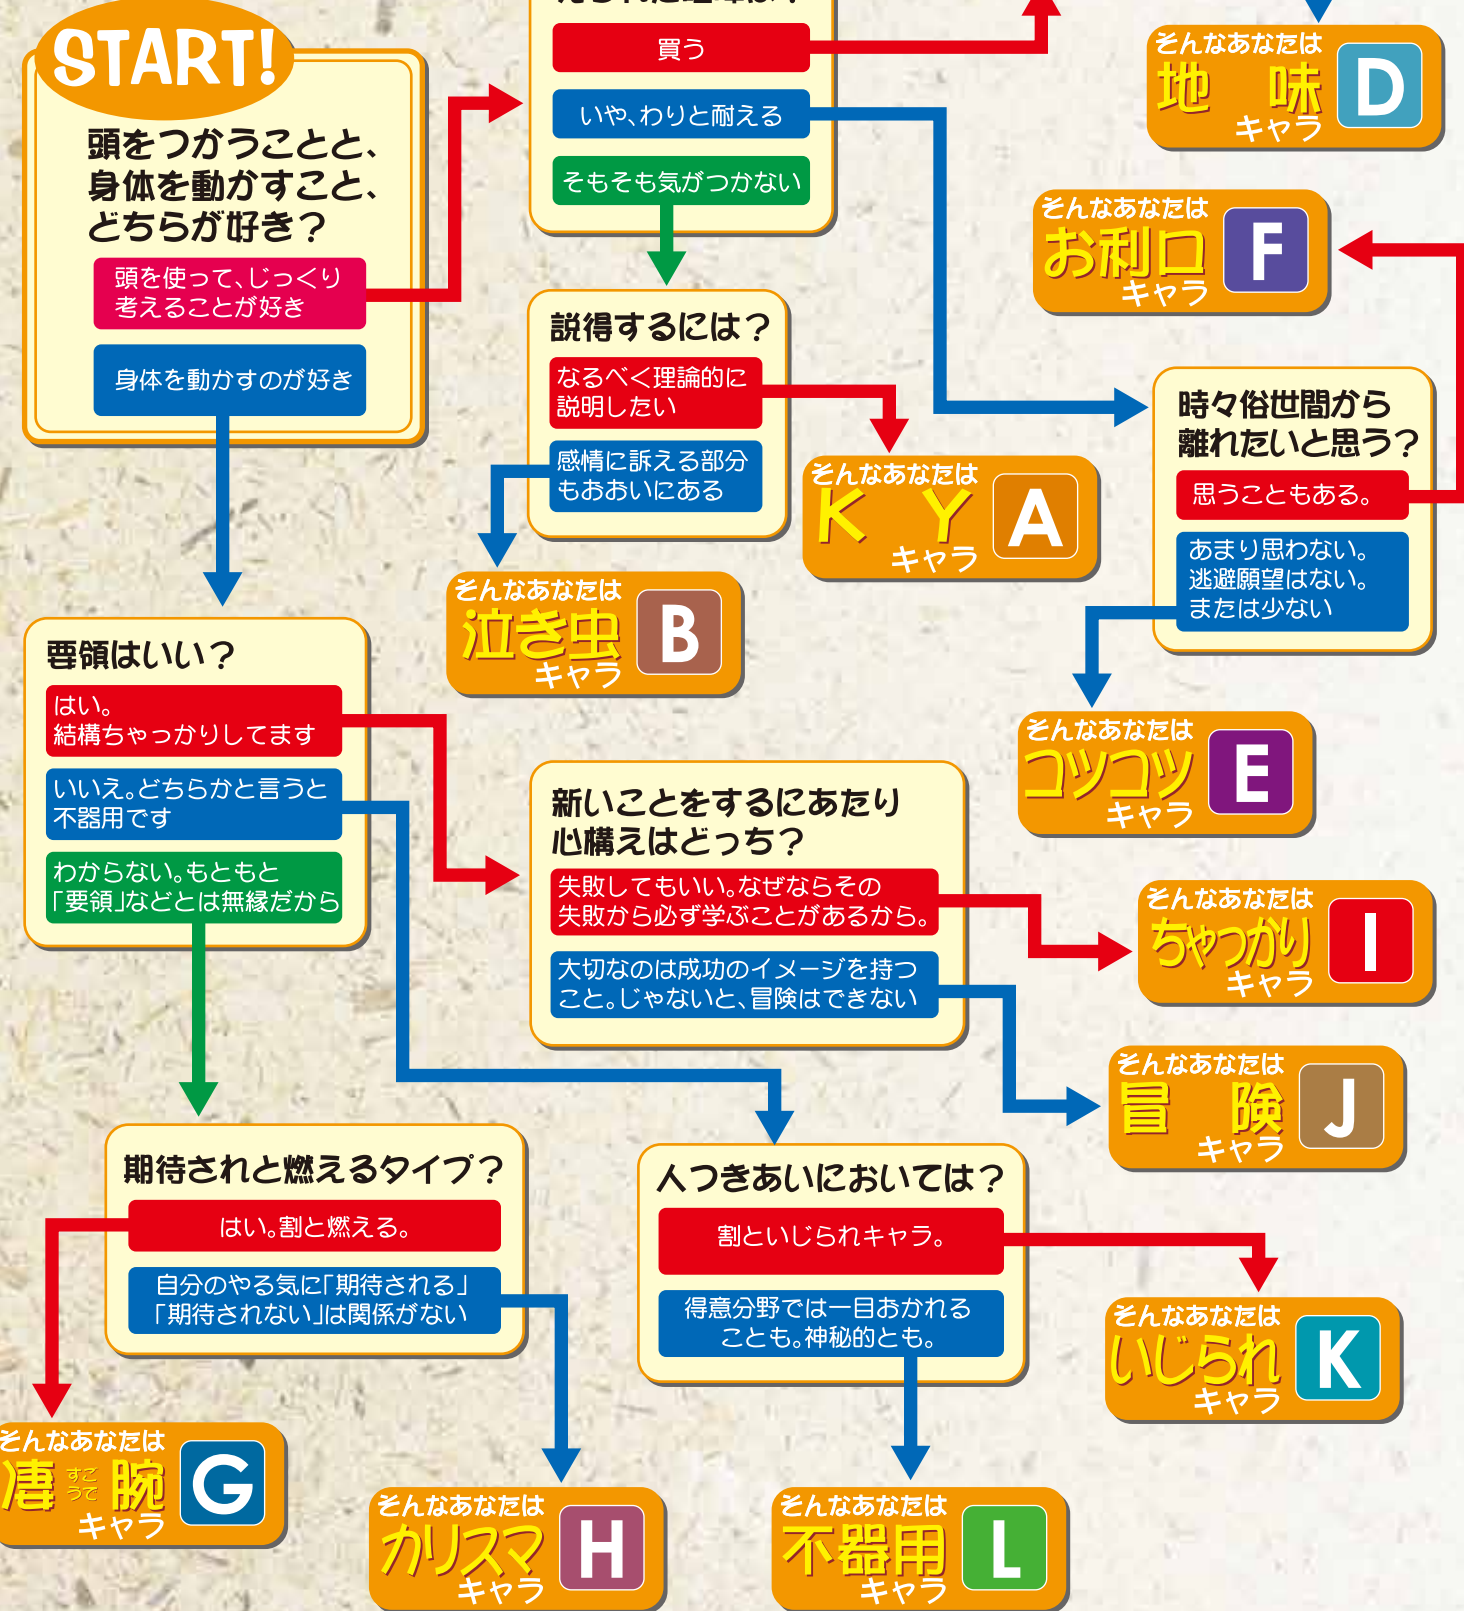 START!
頭をつかうことと、
身体を動かすこと、
どちらが好き？
頭を使って、じっくり
考えることが好き
身体を動かすのが好き
買う
いや、わりと耐える
そもそも気がつかない
そんなあなたは
地　味
キャラ
D
そんなあなたは
お利口
キャラ
F
説得するには？
なるべく理論的に
説明したい
感情に訴える部分
もおおいにある
時々俗世間から
離れたいと思う？
思うこともある。
あまり思わない。
逃避願望はない。
または少ない
そんなあなたは
K　Y
キャラ
A
そんなあなたは
泣き虫
キャラ
B
要領はいい？
はい。
結構ちゃっかりしてます
いいえ。どちらかと言うと
不器用です
わからない。もともと
「要領」などとは無縁だから
そんなあなたは
コツコツ
キャラ
E
新いことをするにあたり
心構えはどっち？
失敗してもいい。なぜならその
失敗から必ず学ぶことがあるから。
大切なのは成功のイメージを持つ
こと。じゃないと、冒険はできない
そんなあなたは
ちゃっかり
キャラ
I
そんなあなたは
冒　険
キャラ
J
期待されと燃えるタイプ？
はい。割と燃える。
自分のやる気に「期待される」
「期待されない」は関係がない
人つきあいにおいては？
割といじられキャラ。
得意分野では一目おかれる
ことも。神秘的とも。
そんなあなたは
いじられ
キャラ
K
そんなあなたは
凄腕
すご
うで
キャラ
G
そんなあなたは
カリスマ
キャラ
H
そんなあなたは
不器用
キャラ
L